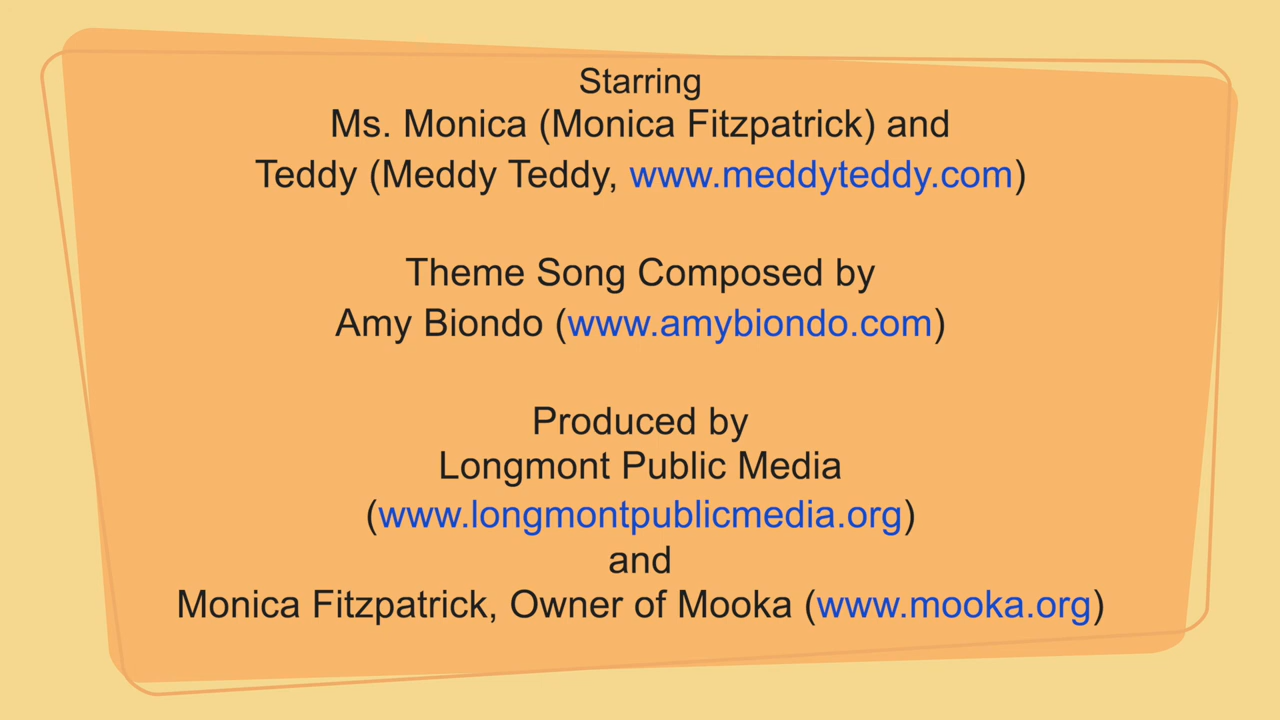 Starring
Ms. Monica (Monica Fitzpatrick) and
Teddy (Meddy Teddy, www.meddyteddy.com)
Theme Song Composed by
Amy Biondo (www.amybiondo.com)
Produced by
Longmont Public Media
(www.longmontpublicmedia.org)
and
Monica Fitzpatrick, Owner of Mooka (www.mooka.org)